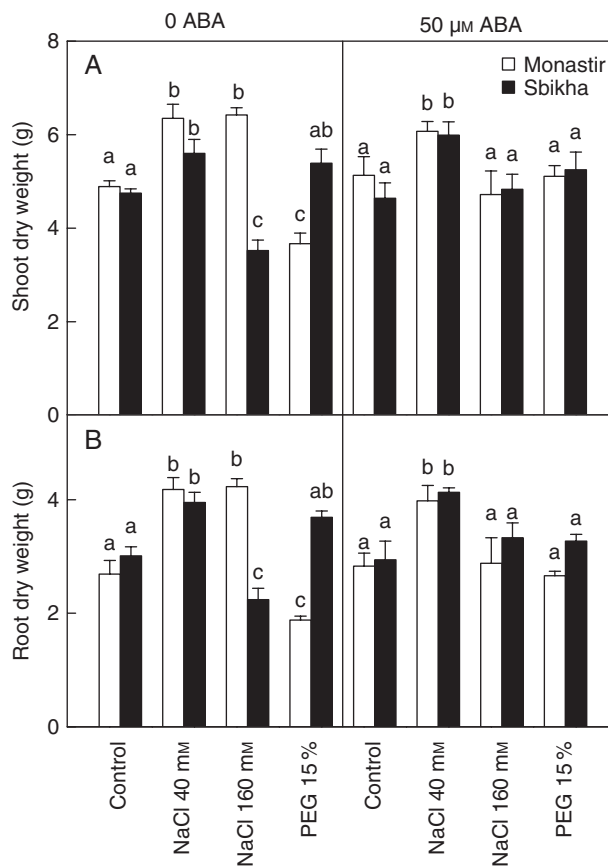 0 ABA
50 µM ABA
8
A
Monastir
Sbikha
b
b
b
b
b
ab
a
a
a
a
a
a
a
a
6
c
c
4
2
0
Shoot dry weight (g)
B
b
b
b
b
b
ab
4
a
a
a
a
a
a
a
a
c
c
2
0
Root dry weight (g)
Control
NaCl 40 mM
NaCl 160 mM
PEG 15 %
Control
NaCl 40 mM
NaCl 160 mM
PEG 15 %